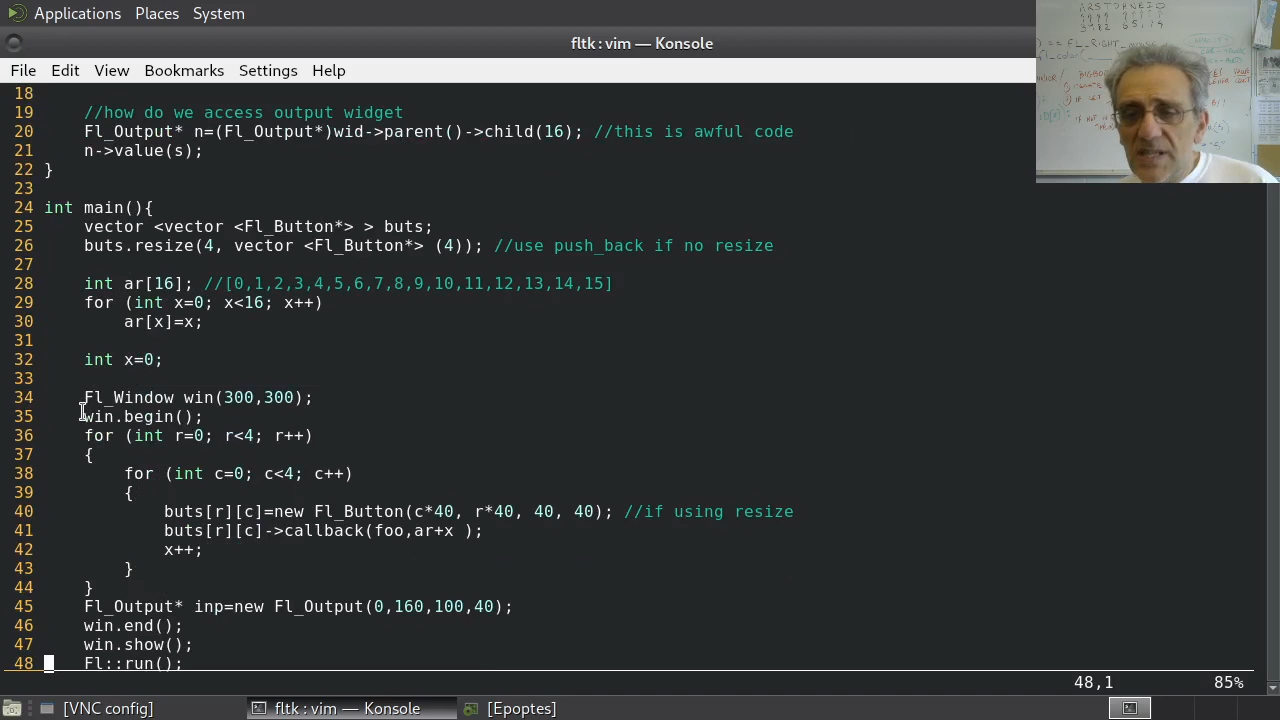 Applications Places System
fltk : vim — Konsole
File Edit View Bookmarks Settings Help
18
19 //how do we access output widget
20 Fl_Output* n=(Fl_Output*)wid->parent()->child(16); //this is awful code
21 n->value(s);
22 }
23
24 int main(){
25 vector <vector <Fl_Button*> > buts;
26 buts.resize(4, vector <Fl_Button*> (4)); //use push_back if no resize
27
28 int ar[16]; //[0,1,2,3,4,5,6,7,8,9,10,11,12,13,14,15]
29 for (int x=0; x<16; x++)
30 ar[x]=x;
31
32 int x=0;
33
34 Fl_Window win(300,300);
35 win.begin();
36 for (int r=0; r<4; r++)
37 {
38 for (int c=0; c<4; c++)
39 {
40 buts[r][c]=new Fl_Button(c*40, r*40, 40, 40); //if using resize
41 buts[r][c]->callback(foo,ar+x );
42 x++;
43 }
44 }
45 Fl_Output* inp=new Fl_Output(0,160,100,40);
46 win.end();
47 win.show();
48 Fl::run();
48,1 85%
[VNC config] fltk : vim — Konsole [Epoptes]